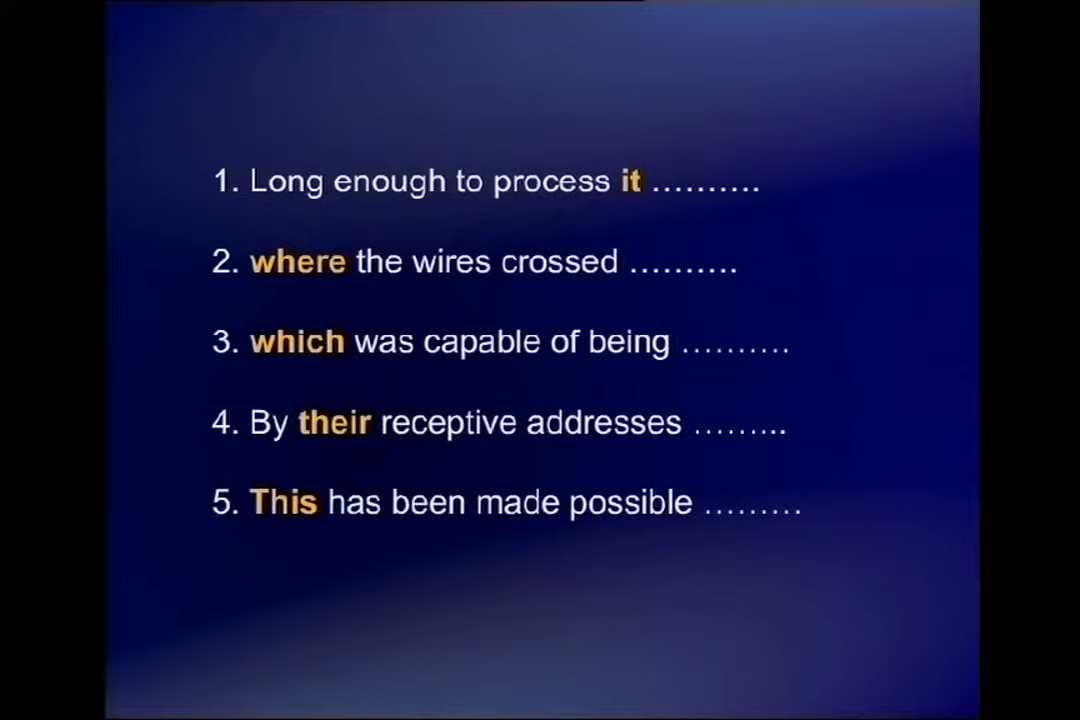 1. Long enough to process it ..........
2. where the wires crossed ..........
3. which was capable of being ..........
4. By their receptive addresses .........
5. This has been made possible .........